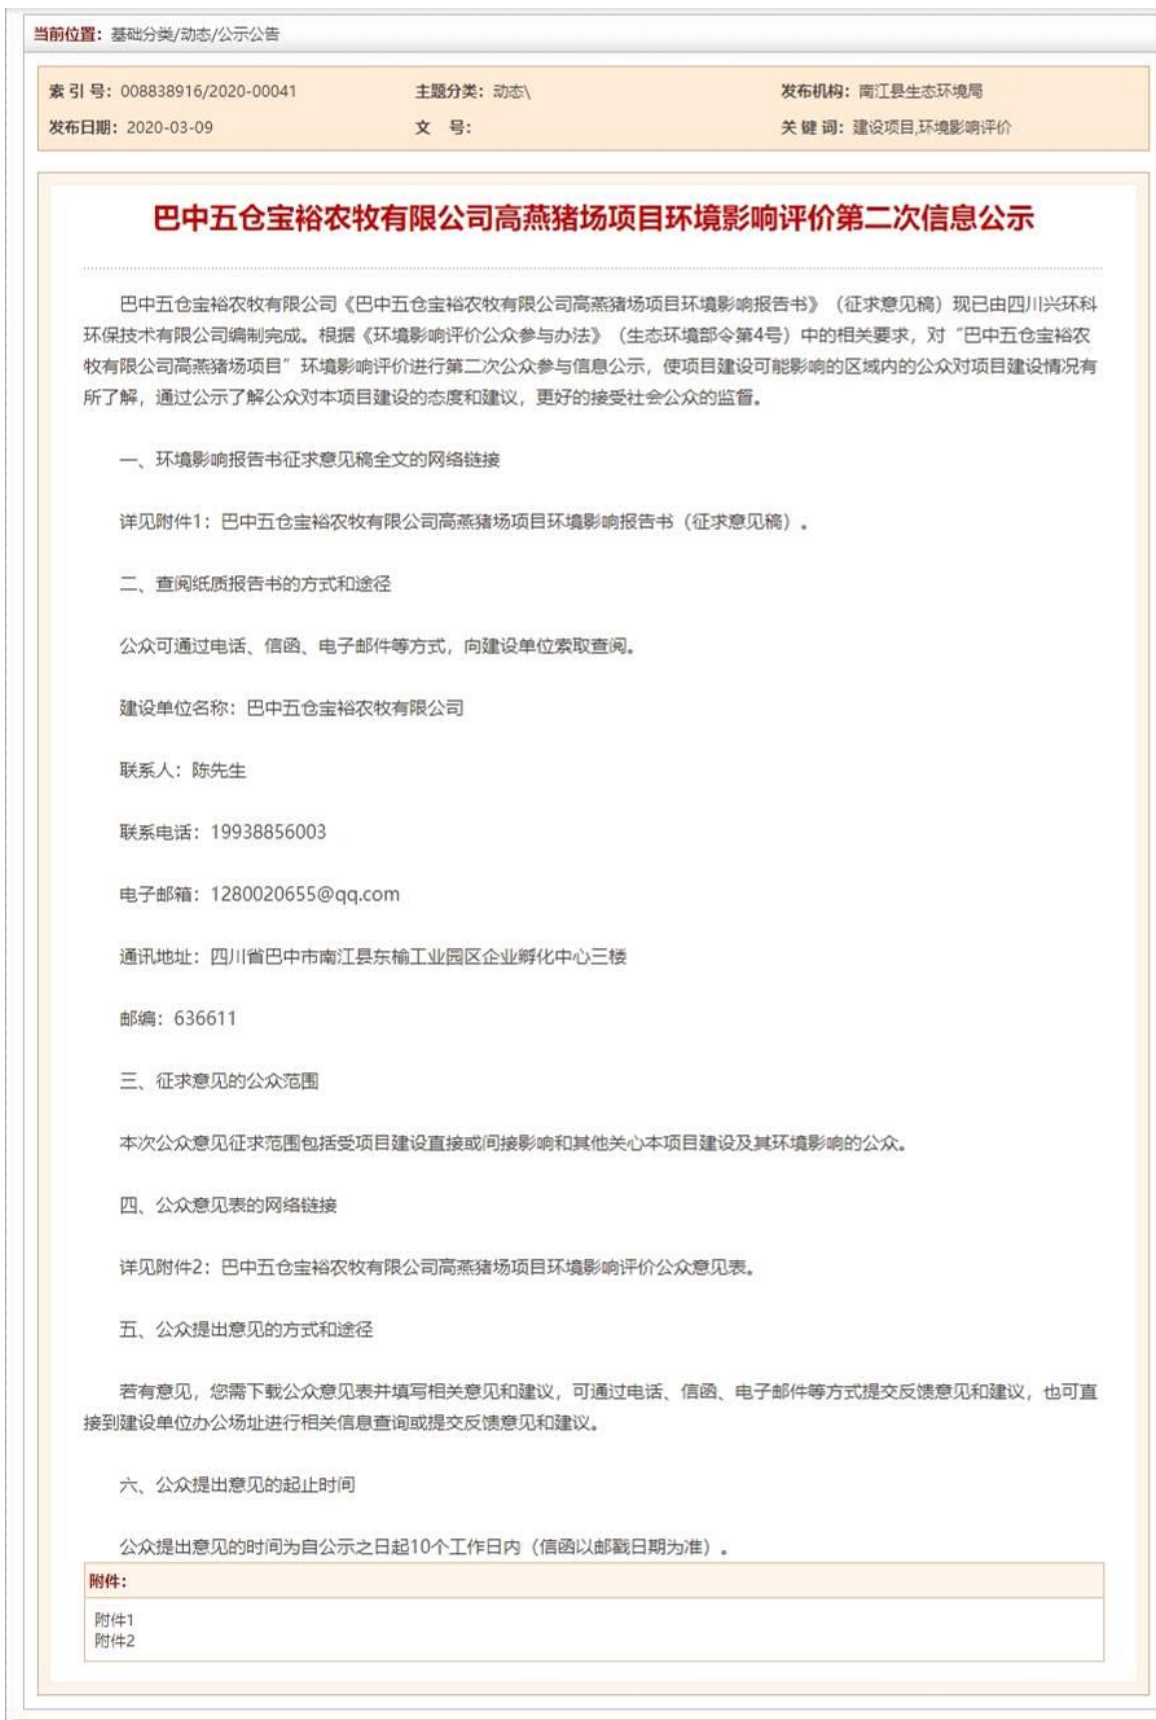 当前位置：基础分类/动态/公示公告
索 引 号：008838916/2020-00041 主题分类：动态\ 发布机构：南江县生态环境局
发布日期：2020-03-09 文 号： 关 键 词：建设项目,环境影响评价
巴中五仓宝裕农牧有限公司高燕猪场项目环境影响评价第二次信息公示
巴中五仓宝裕农牧有限公司《巴中五仓宝裕农牧有限公司高燕猪场项目环境影响报告书》（征求意见稿）现已由四川兴环科
环保技术有限公司编制完成。根据《环境影响评价公众参与办法》（生态环境部令第4号）中的相关要求，对“巴中五仓宝裕农
牧有限公司高燕猪场项目”环境影响评价进行第二次公众参与信息公示，使项目建设可能影响的区域内的公众对项目建设情况有
所了解，通过公示了解公众对本项目建设的态度和建议，更好的接受社会公众的监督。
一、环境影响报告书征求意见稿全文的网络链接
详见附件1：巴中五仓宝裕农牧有限公司高燕猪场项目环境影响报告书（征求意见稿）.
二、查阅纸质报告书的方式和途径
公众可通过电话、信函、电子邮件等方式，向建设单位索取查阅。
建设单位名称：巴中五仓宝裕农牧有限公司
联系人：陈先生
联系电话：19938856003
电子邮箱：1280020655@qq.com
通讯地址：四川省巴中市南江县东榆工业园区企业孵化中心三楼
邮编：636611
三、征求意见的公众范围
本次公众意见征求范围包括受项目建设直接或间接影响和其他关心本项目建设及其环境影响的公众。
四、公众意见表的网络链接
详见附件2：巴中五仓宝裕农牧有限公司高燕猪场项目环境影响评价公众意见表。
五、公众提出意见的方式和途径
若有意见，您需下载公众意见表并填写相关意见和建议，可通过电话、信函、电子邮件等方式提交反馈意见和建议，也可直
接到建设单位办公场址进行相关信息查询或提交反馈意见和建议。
六、公众提出意见的起止时间
公众提出意见的时间为自公示之日起10个工作日内（信函以邮戳日期为准）.
附件：
附件1
附件2